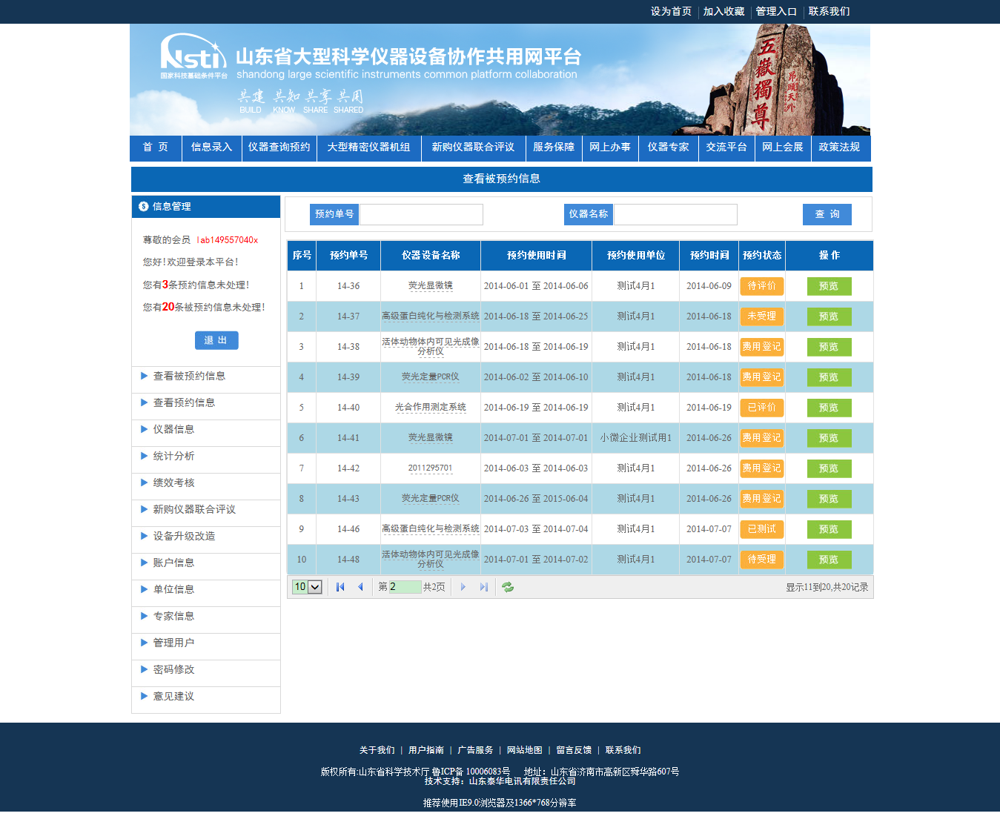 设为首页 加入收藏 管理入口 联系我们
Nsti 山东省大型科学仪器设备协作共用网平台
国家科技基础条件平台 shandong large scientific instruments common platform collaboration
共建 共知 共享 共用
BUILD KNOW SHARE SHARED
五嶽獨尊
昂頭天外
首 页 信息录入 仪器查询预约 大型精密仪器机组 新购仪器联合评议 服务保障 网上办事 仪器专家 交流平台 网上会展 政策法规
查看被预约信息
信息管理
尊敬的会员 lab149557040x
您好!欢迎登录本平台!
您有3条预约信息未处理!
您有20条被预约信息未处理!
退 出
查看被预约信息
查看预约信息
仪器信息
统计分析
绩效考核
新购仪器联合评议
设备升级改造
账户信息
单位信息
专家信息
管理用户
密码修改
意见建议
预约单号 仪器名称 查 询
序号 预约单号 仪器设备名称 预约使用时间 预约使用单位 预约时间 预约状态 操 作
1 14-36 荧光显微镜 2014-06-01 至 2014-06-06 测试4月1 2014-06-09 待评价 预览
2 14-37 高级蛋白纯化与检测系统 2014-06-18 至 2014-06-25 测试4月1 2014-06-18 未受理 预览
3 14-38 活体动物体内可见光成像分析仪 2014-06-18 至 2014-06-19 测试4月1 2014-06-18 费用登记 预览
4 14-39 荧光定量PCR仪 2014-06-02 至 2014-06-10 测试4月1 2014-06-18 费用登记 预览
5 14-40 光合作用测定系统 2014-06-19 至 2014-06-19 测试4月1 2014-06-19 已评价 预览
6 14-41 荧光显微镜 2014-07-01 至 2014-07-01 小微企业测试用1 2014-06-26 费用登记 预览
7 14-42 2011295701 2014-06-03 至 2014-06-03 测试4月1 2014-06-26 费用登记 预览
8 14-43 荧光定量PCR仪 2014-06-26 至 2015-06-04 测试4月1 2014-06-26 费用登记 预览
9 14-46 高级蛋白纯化与检测系统 2014-07-03 至 2014-07-04 测试4月1 2014-07-07 已测试 预览
10 14-48 活体动物体内可见光成像分析仪 2014-07-01 至 2014-07-02 测试4月1 2014-07-07 待受理 预览
10 第 2 共2页 显示11到20,共20记录
关于我们 | 用户指南 | 广告服务 | 网站地图 | 留言反馈 | 联系我们
版权所有:山东省科学技术厅 鲁ICP备 10006083号 地址：山东省济南市高新区舜华路607号
技术支持：山东泰华电讯有限责任公司
推荐使用IE9.0浏览器及1366*768分辨率